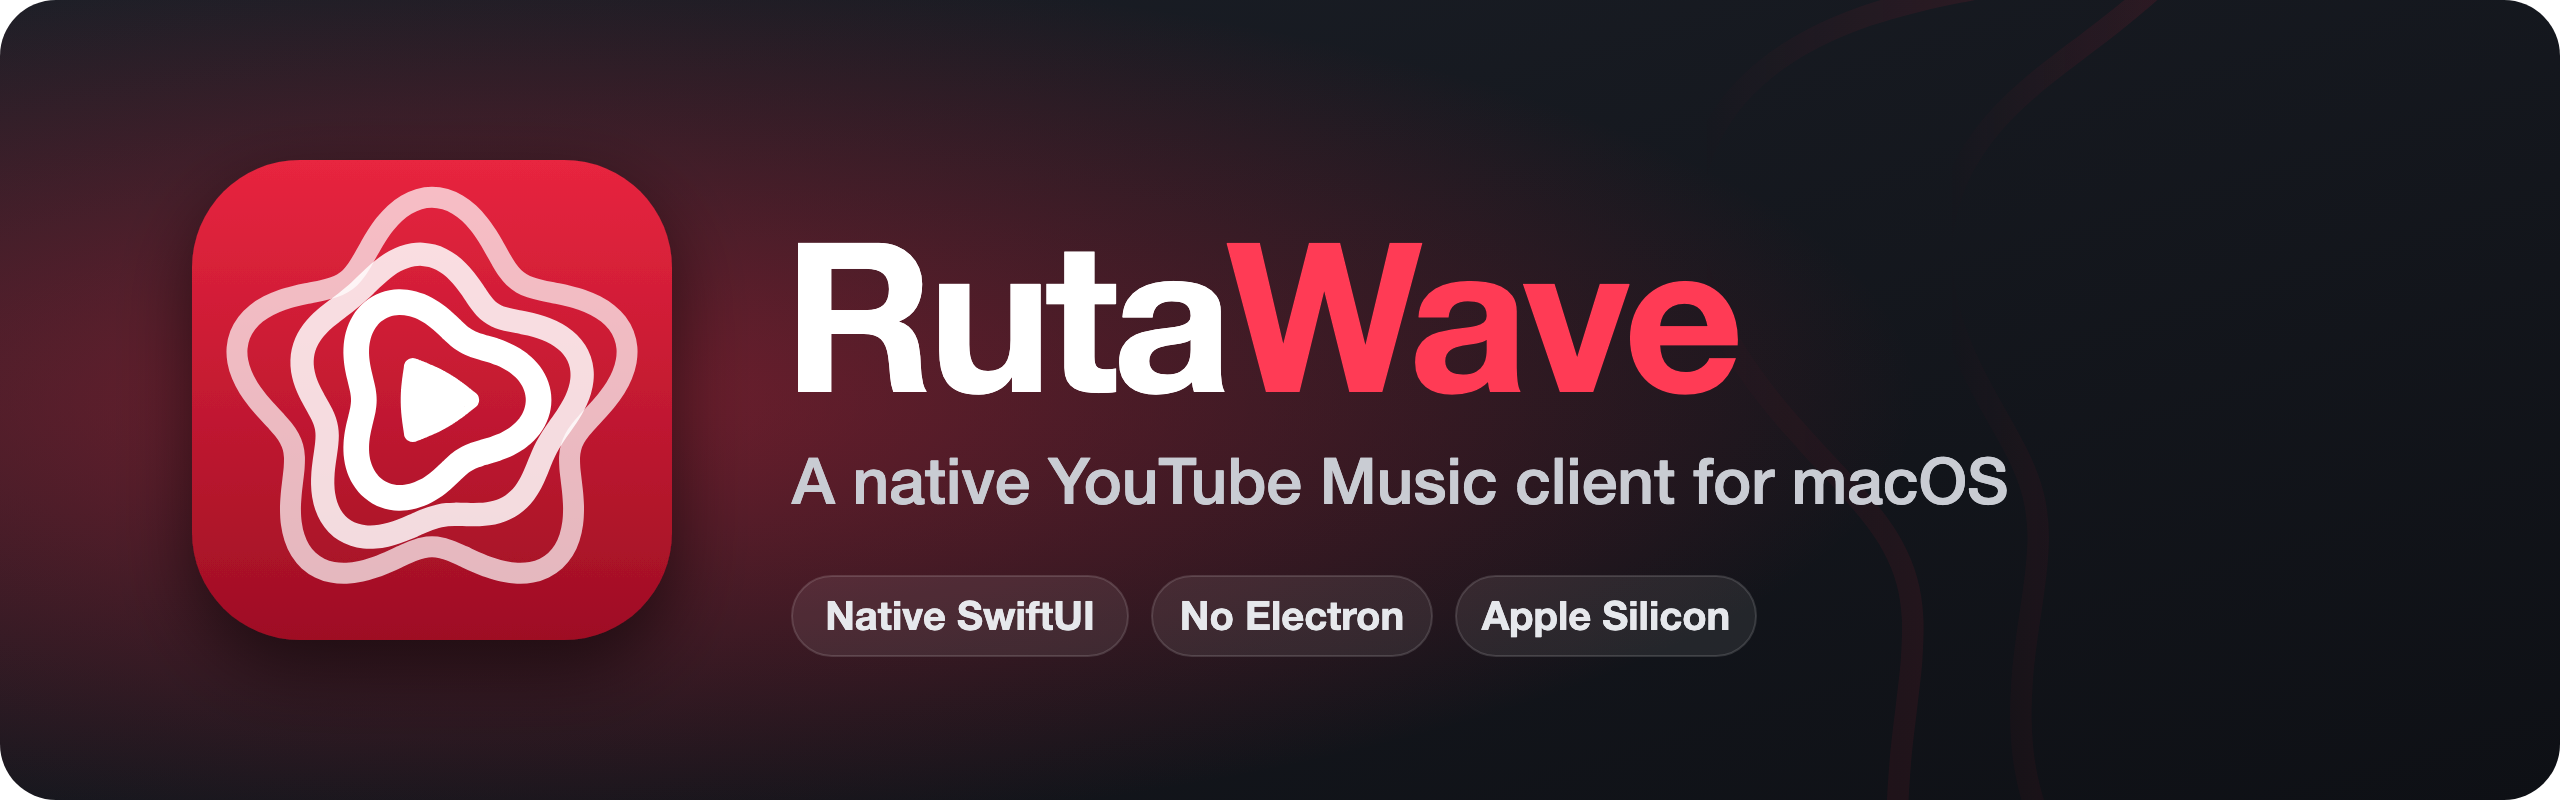 RutaWave
A native YouTube Music client for macOS
Native SwiftUI No Electron Apple Silicon